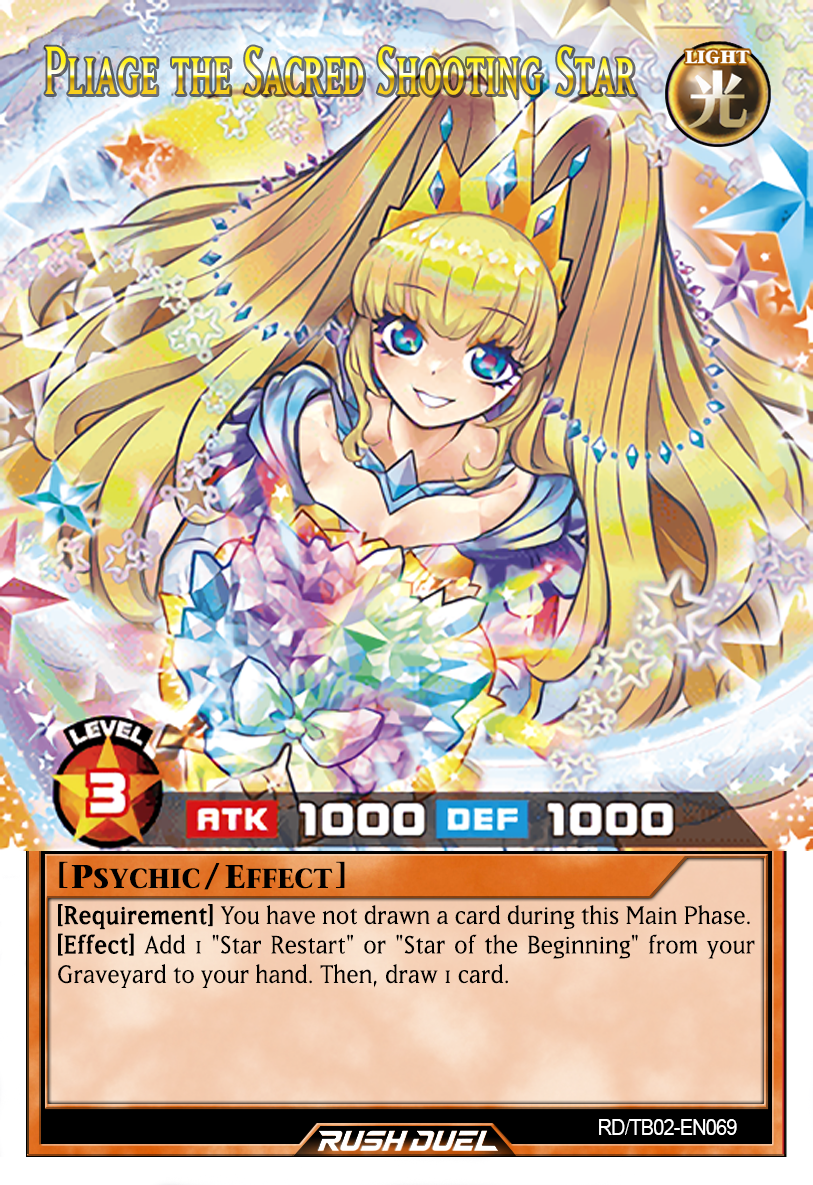 Pliage the Sacred Shooting Star
LIGHT
光
LEVEL
3
ATK 1000 DEF 1000
[Psychic/Effect]
[Requirement] You have not drawn a card during this Main Phase.
[Effect] Add 1 "Star Restart" or "Star of the Beginning" from your
Graveyard to your hand. Then, draw 1 card.
RD/TB02-EN069
RUSH DUEL